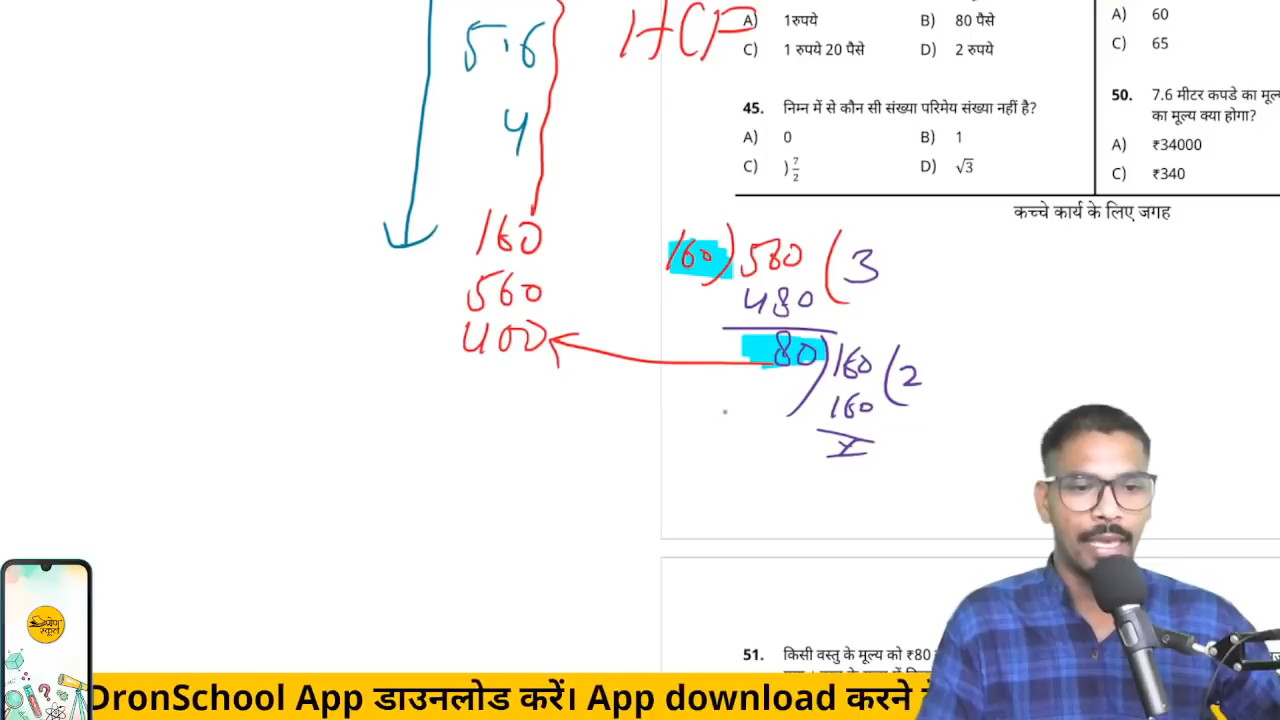 5.6
4
160
560
400
HCF
A) 1रुपये B) 80 पैसे
C) 1 रुपये 20 पैसे D) 2 रुपये
45. निम्न में से कौन सी संख्या परिमेय संख्या नहीं है?
A) 0 B) 1
C) )7/2 D) √3
A) 60
C) 65
50. 7.6 मीटर कपडे का
का मूल्य क्या होगा?
A) ₹34000
C) ₹340
कच्चे कार्य के लिए जगह
160) 560 (3
480
80) 160 (2
160
x
51. किसी वस्तु के मूल्य को ₹80
प्रोण
स्कूल
DronSchool App डाउनलोड करें। App download करने